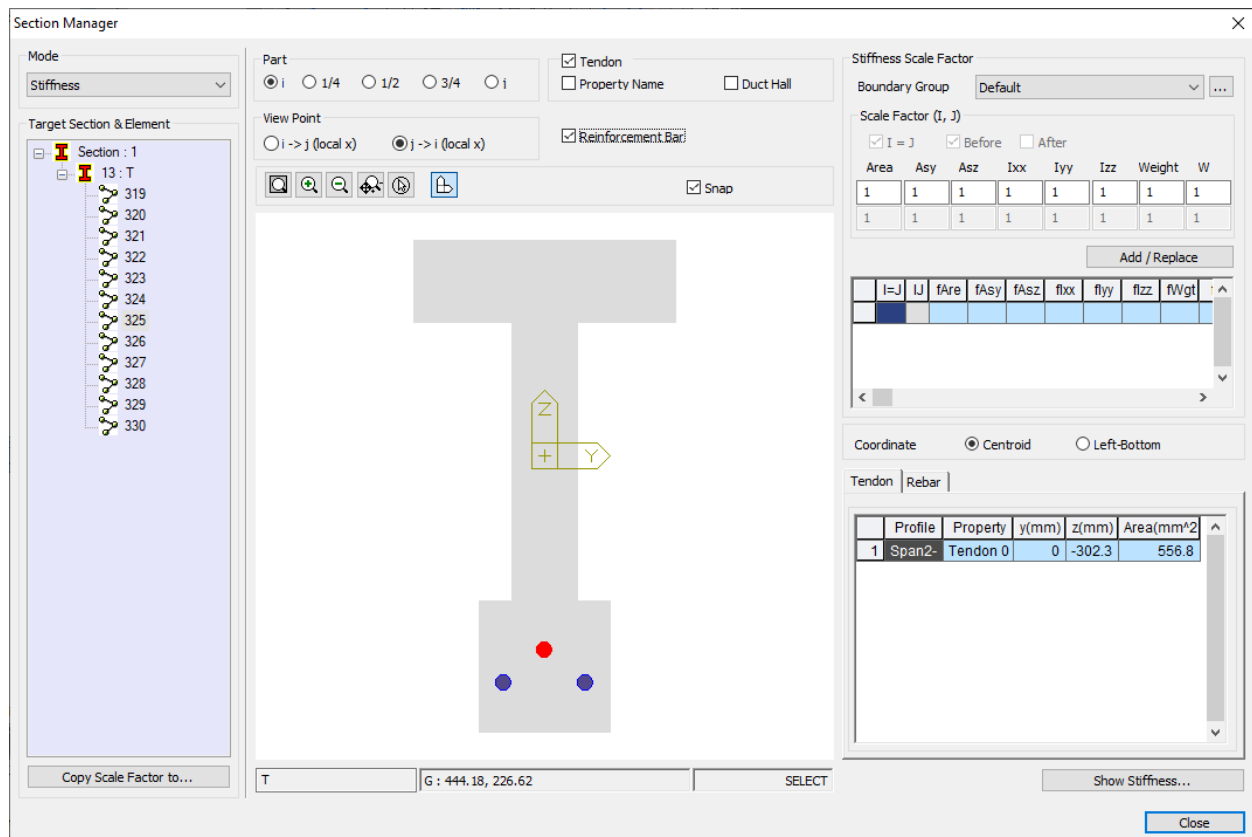 Section Manager
Mode
Stiffness
Target Section & Element
Section : 1
13 : T
319
320
321
322
323
324
325
326
327
328
329
330
Copy Scale Factor to...
Part
i 1/4 1/2 3/4 j
Tendon
Property Name Duct Hall
View Point
i -> j (local x) j -> i (local x)
Reinforcement Bar
Snap
Z
Y
T G : 444.18, 226.62 SELECT
Stiffness Scale Factor
Boundary Group Default ...
Scale Factor (I, J)
I = J Before After
Area Asy Asz Ixx Iyy Izz Weight W
1 1 1 1 1 1 1 1
1 1 1 1 1 1 1 1
Add / Replace
I=J IJ fAre fAsy fAsz fIxx fIyy fIzz fWgt
Coordinate Centroid Left-Bottom
Tendon Rebar
Profile Property y(mm) z(mm) Area(mm^2
1 Span2- Tendon 0 0 -302.3 556.8
Show Stiffness...
Close